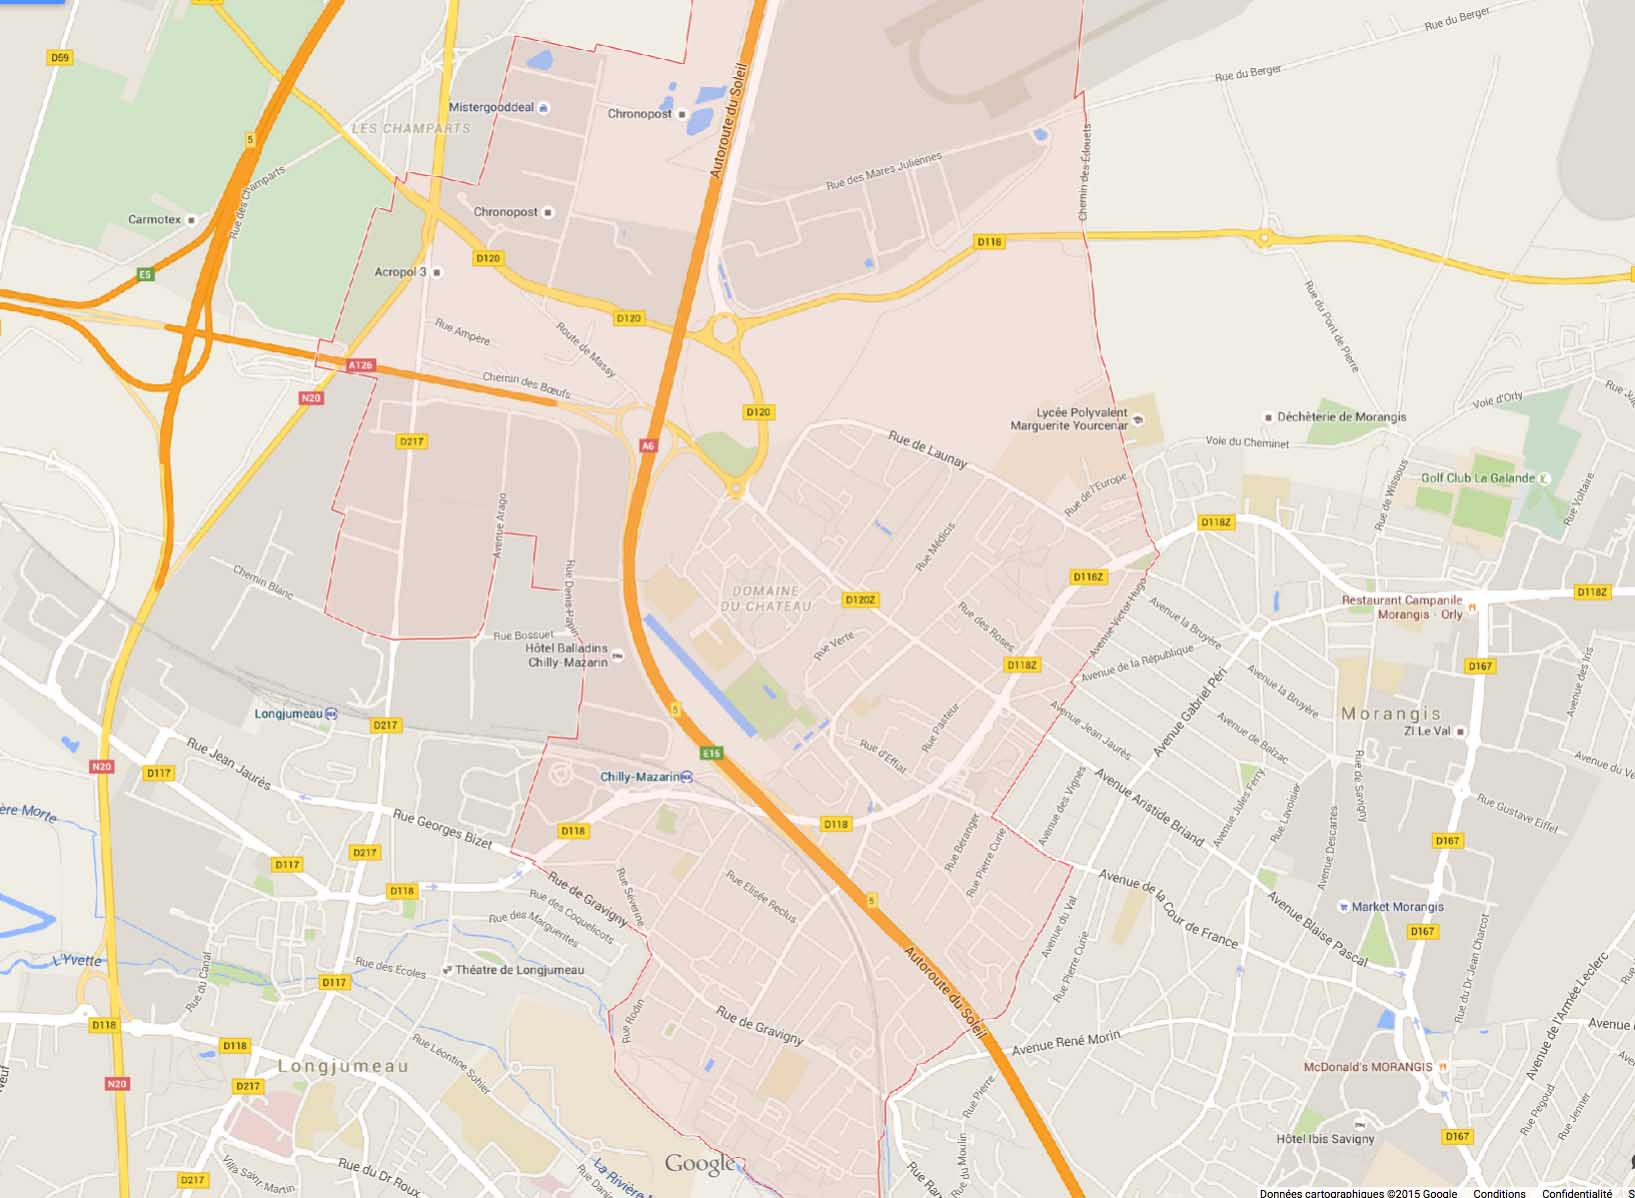 Rue du Berger
D59
Autoroute du Soleil
Rue du Berger
Mistergooddeal
Chronopost
LES CHAMPARTS
5
Chemin des Edouets
Rue des Mares Juliennes
Rue des Champarts
Carmotex
Chronopost
D118
D120
Acropol 3
E5
D120
Rue Ampère
Route de Massy
Rue du Pont de Pierre
A126
Chemin des Bœufs
N20
D120
Voie d'Orly
Lycée Polyvalent
Marguerite Yourcenar
Déchèterie de Morangis
D217
A6
Rue de Launay
Voie du Cheminet
Rue de l'Europe
Golf Club La Galande
Rue de Wissous
Rue Voltaire
Avenue Arago
Rue Médicis
D118Z
Chemin Blanc
Rue Denis Papin
DOMAINE
DU CHATEAU
D118Z
D120Z
D118Z
Restaurant Campanile
Morangis - Orly
Avenue Victor Hugo
Avenue la Bruyère
Rue des Roses
Rue Bossuet
Hôtel Balladins
Chilly-Mazarin
Rue Verte
D118Z
Avenue de la République
D167
Avenue des Iris
Avenue la Bruyère
Avenue Gabriel Péri
Longjumeau
D217
5
Rue Pasteur
Avenue Jean Jaurès
Avenue de Balzac
Morangis
ZI Le Val
Rue Jean Jaurès
E15
Rue d'Effiat
N20
D117
Chilly-Mazarin
Avenue des Vignes
Avenue Aristide Briand
Avenue Jules Ferry
Rue Lavoisier
Rue de Savigny
Rue Gustave Eiffel
Rue Georges Bizet
D118
D118
Rue Béranger
Rue Pierre Curie
Avenue Descartes
D167
D217
D117
D118
Rue de Gravigny
Rue Séverine
Rue Elisée Reclus
5
Avenue de la Cour de France
Avenue Blaise Pascal
Market Morangis
Rue des Coquelicots
Rue des Marguerites
Avenue du Val
D167
Rue du Dr Jean Charcot
L'Yvette
Rue du Canal
Rue des Écoles
Théatre de Longjumeau
D117
Autoroute du Soleil
Rue Pierre Curie
Avenue de l'Armée Leclerc
Rue Rodin
Rue de Gravigny
D118
D118
Avenue René Morin
Longjumeau
Rue Léontine Sohier
McDonald's MORANGIS
N20
D217
Rue Pierre
Rue Pegoud
Rue Jenner
Hôtel Ibis Savigny
D167
Rue du Moulin
Google
Rue du Dr Roux
D217
Données cartographiques ©2015 Google
Conditions
Confidentialité